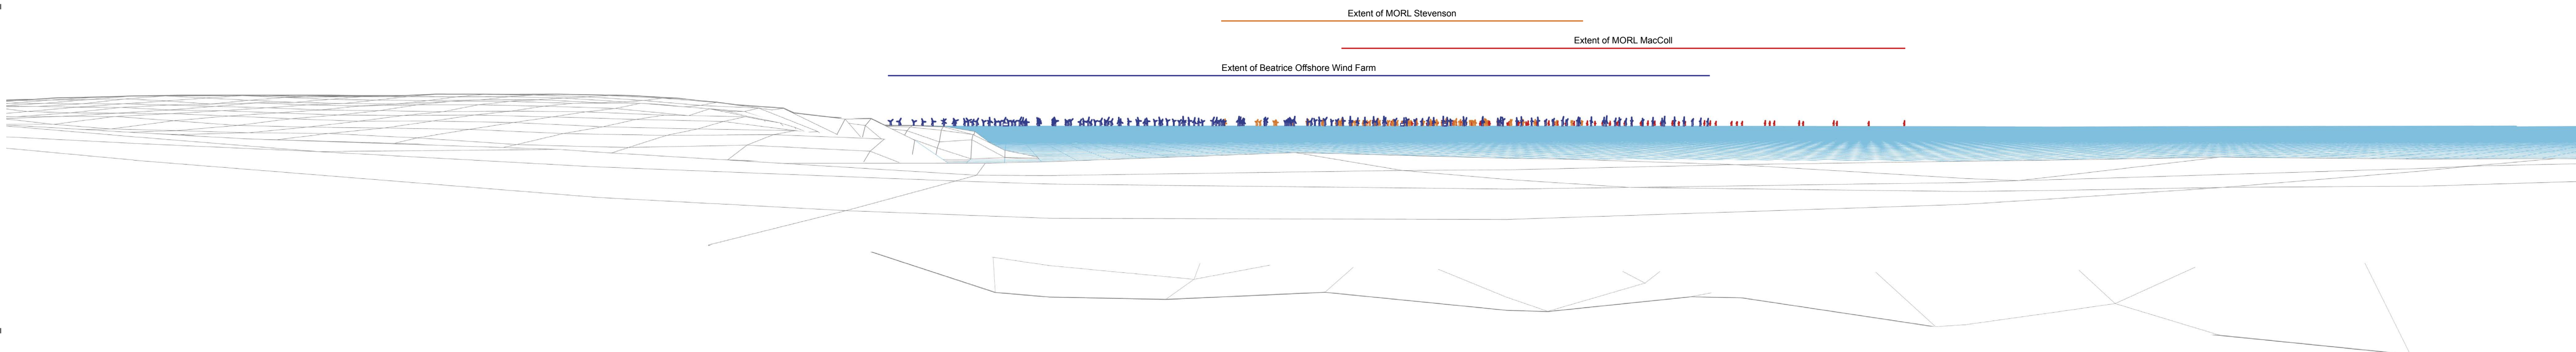 Extent of MORL Stevenson
Extent of MORL MacColl
Extent of Beatrice Offshore Wind Farm